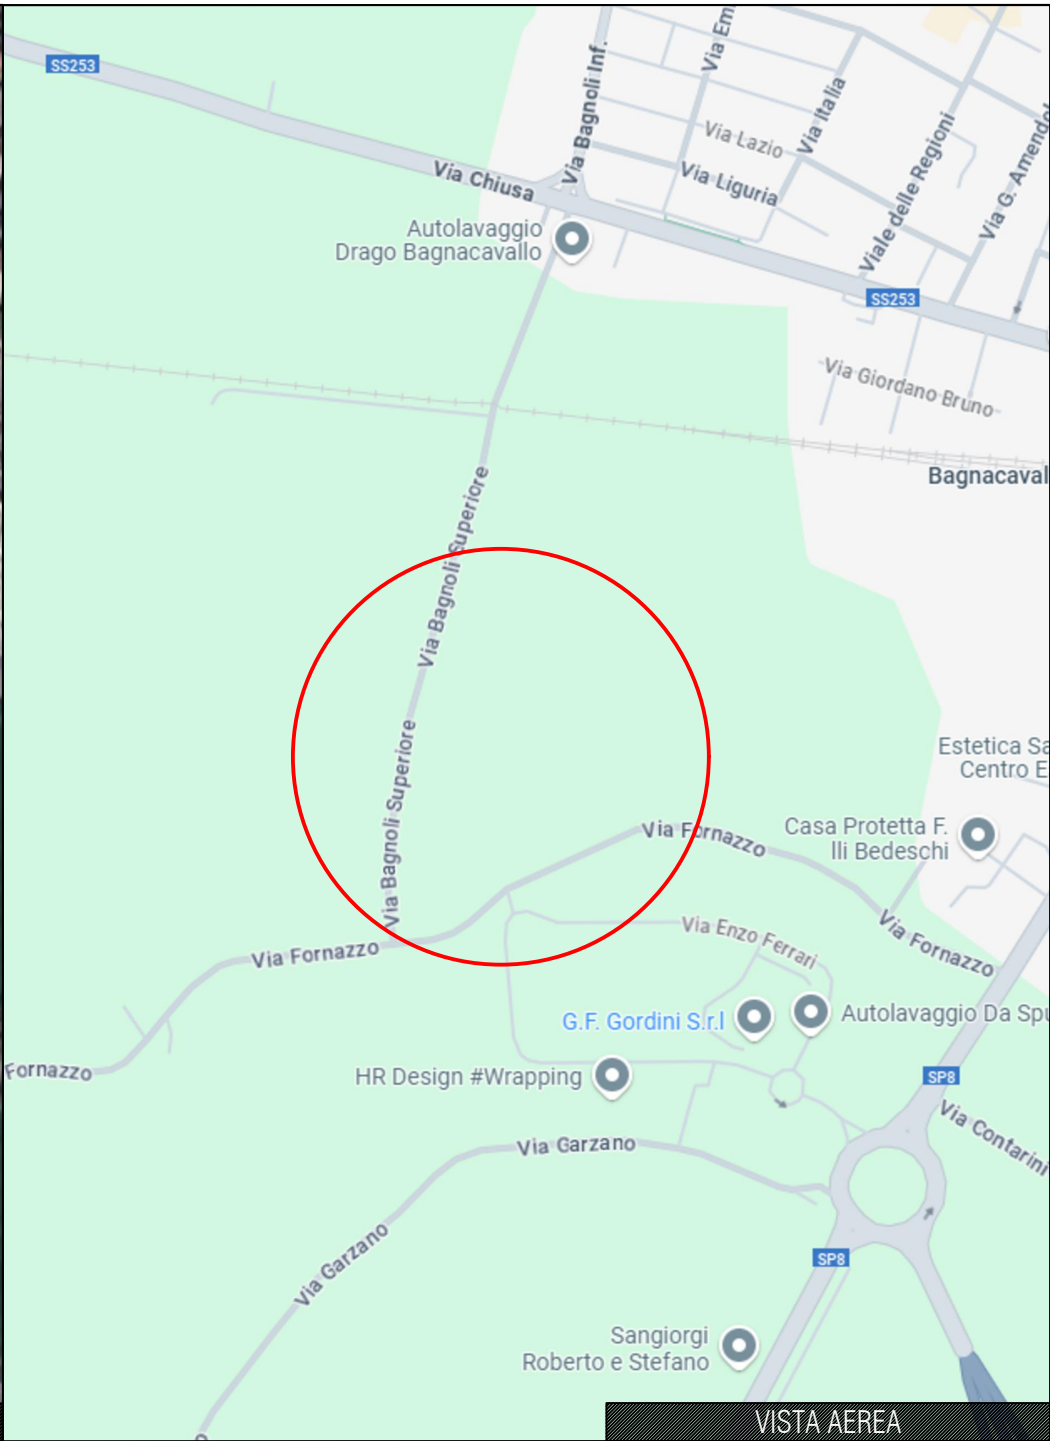 SS253
Via Bagnoli Inf.
Via Em
Via Italia
Via Lazio
Via Liguria
Viale delle Regioni
Via G. Amendol
Via Chiusa
Autolavaggio
Drago Bagnacavallo
SS253
Via Giordano Bruno
Bagnacaval
Via Bagnoli Superiore
Via Bagnoli Superiore
Estetica Sa
Centro E
Casa Protetta F.
lli Bedeschi
Via Fornazzo
Via Fornazzo
Via Enzo Ferrari
Via Fornazzo
G.F. Gordini S.r.l
Autolavaggio Da Spu
Fornazzo
HR Design #Wrapping
SP8
Via Contarini
Via Garzano
Via Garzano
SP8
Sangiorgi
Roberto e Stefano
VISTA AEREA